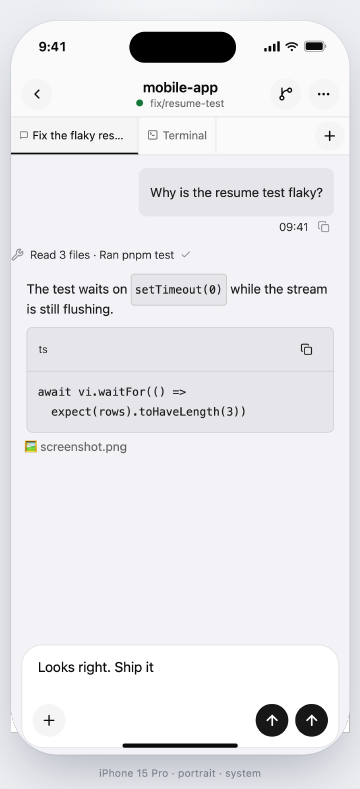 9:41
mobile-app
fix/resume-test
Fix the flaky res...
Terminal
Why is the resume test flaky?
09:41
Read 3 files · Ran pnpm test
The test waits on setTimeout(0) while the stream
is still flushing.
ts
await vi.waitFor(() =>
  expect(rows).toHaveLength(3))
screenshot.png
Looks right. Ship it
iPhone 15 Pro · portrait · system